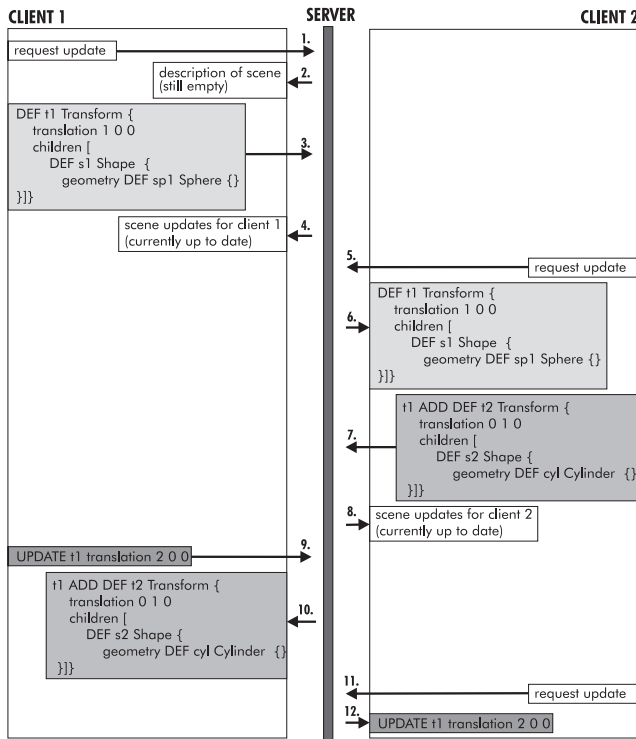 CLIENT 1
SERVER
CLIENT 2
1.
request update
2.
description of scene
(still empty)
DEF t1 Transform {
translation 1 0 0
children [
DEF s1 Shape {
geometry DEF sp1 Sphere {}
}]}
3.
scene updates for client 1
(currently up to date)
4.
5.
request update
6.
DEF t1 Transform {
translation 1 0 0
children [
DEF s1 Shape {
geometry DEF sp1 Sphere {}
}]}
7.
t1 ADD DEF t2 Transform {
translation 0 1 0
children [
DEF s2 Shape {
geometry DEF cyl Cylinder {}
}]}
8.
scene updates for client 2
(currently up to date)
9.
UPDATE t1 translation 2 0 0
t1 ADD DEF t2 Transform {
translation 0 1 0
children [
DEF s2 Shape {
geometry DEF cyl Cylinder {}
}]}
10.
11.
request update
12.
UPDATE t1 translation 2 0 0